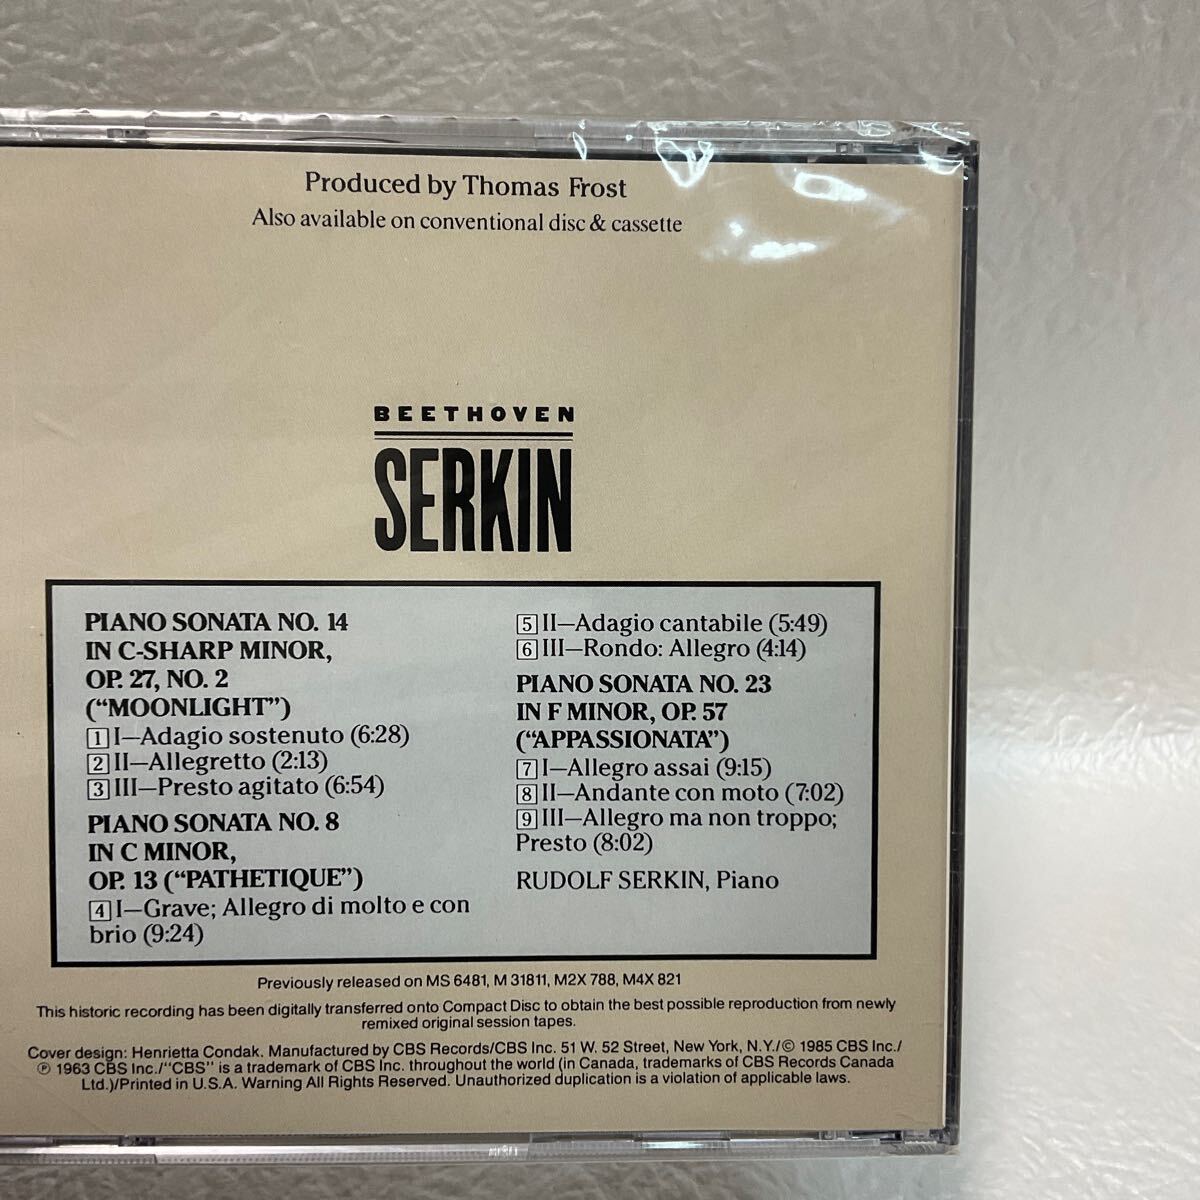 Produced by Thomas Frost
Also available on conventional disc & cassette
BEETHOVEN
SERKIN
PIANO SONATA NO. 14
IN C-SHARP MINOR,
OP. 27, NO. 2
("MOONLIGHT")
1 I—Adagio sostenuto (6:28)
2 II—Allegretto (2:13)
3 III—Presto agitato (6:54)
PIANO SONATA NO. 8
IN C MINOR,
OP. 13 ("PATHETIQUE")
4 I—Grave; Allegro di molto e con
brio (9:24)
5 II—Adagio cantabile (5:49)
6 III—Rondo: Allegro (4:14)
PIANO SONATA NO. 23
IN F MINOR, OP. 57
("APPASSIONATA")
7 I—Allegro assai (9:15)
8 II—Andante con moto (7:02)
9 III—Allegro ma non troppo;
Presto (8:02)
RUDOLF SERKIN, Piano
Previously released on MS 6481, M 31811, M2X 788, M4X 821
This historic recording has been digitally transferred onto Compact Disc to obtain the best possible reproduction from newly
remixed original session tapes.
Cover design: Henrietta Condak. Manufactured by CBS Records/CBS Inc. 51 W. 52 Street, New York, N.Y./© 1985 CBS Inc./
℗ 1963 CBS Inc./"CBS" is a trademark of CBS Inc. throughout the world (in Canada, trademarks of CBS Records Canada
Ltd.)/Printed in U.S.A. Warning All Rights Reserved. Unauthorized duplication is a violation of applicable laws.